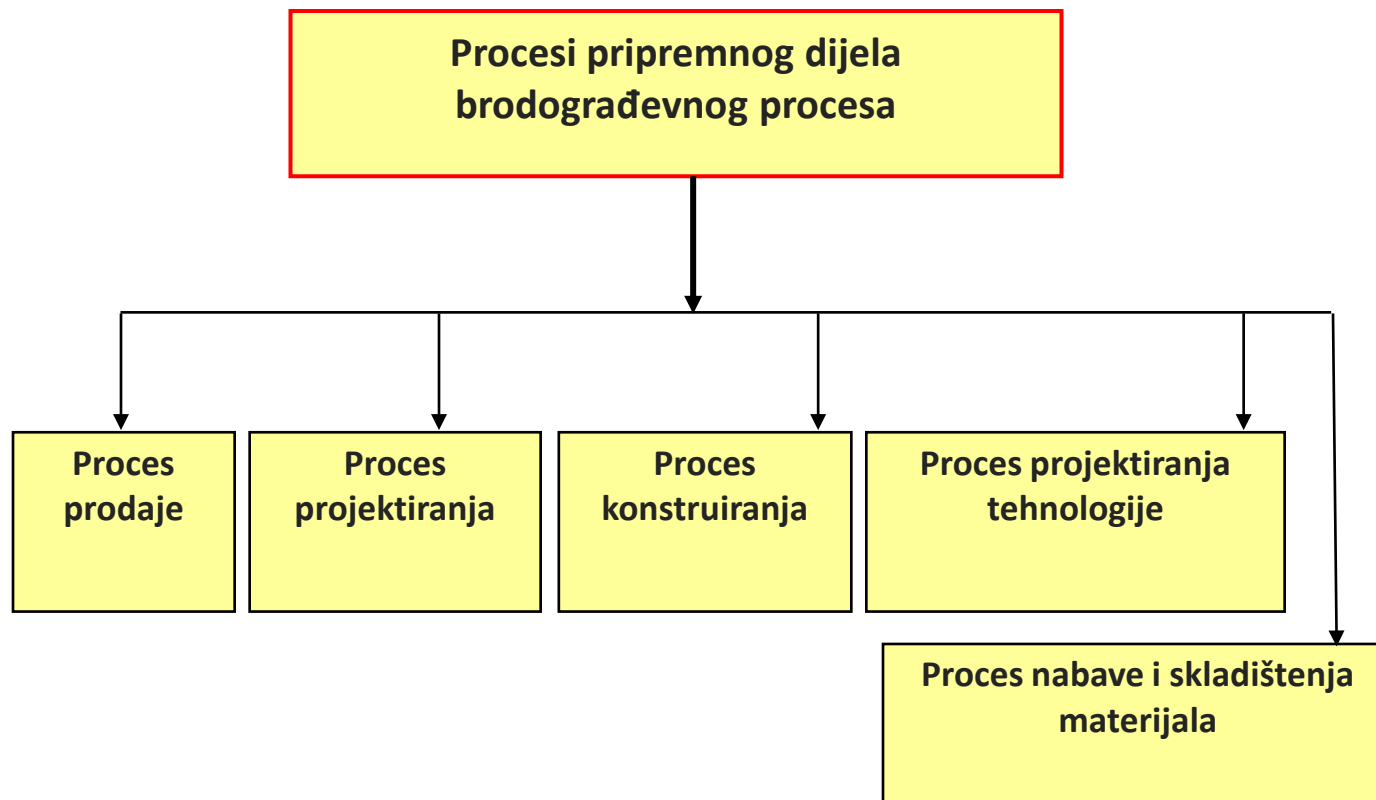 Procesi pripremnog dijela
brodograđevnog procesa
Proces
prodaje
Proces
projektiranja
Proces
konstruiranja
Proces projektiranja
tehnologije
Proces nabave i skladištenja
materijala